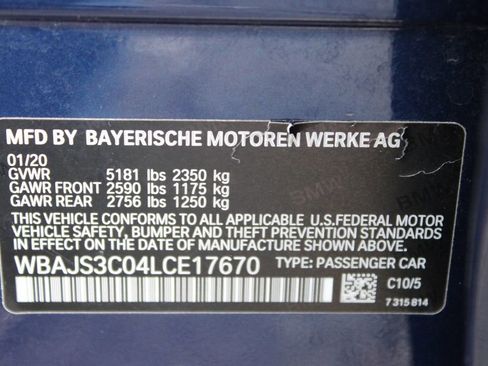 MFD BY BAYERISCHE MOTOREN WERKE AG
01/20
GVWR 5181 lbs 2350 kg
GAWR FRONT 2590 lbs 1175 kg
GAWR REAR 2756 lbs 1250 kg
THIS VEHICLE CONFORMS TO ALL APPLICABLE U.S.FEDERAL MOTOR
VEHICLE SAFETY, BUMPER AND THEFT PREVENTION STANDARDS
IN EFFECT ON THE DATE OF MANUFACTURE SHOWN ABOVE.
WBAJS3C04LCE17670 TYPE: PASSENGER CAR
C10/5
7 315 814